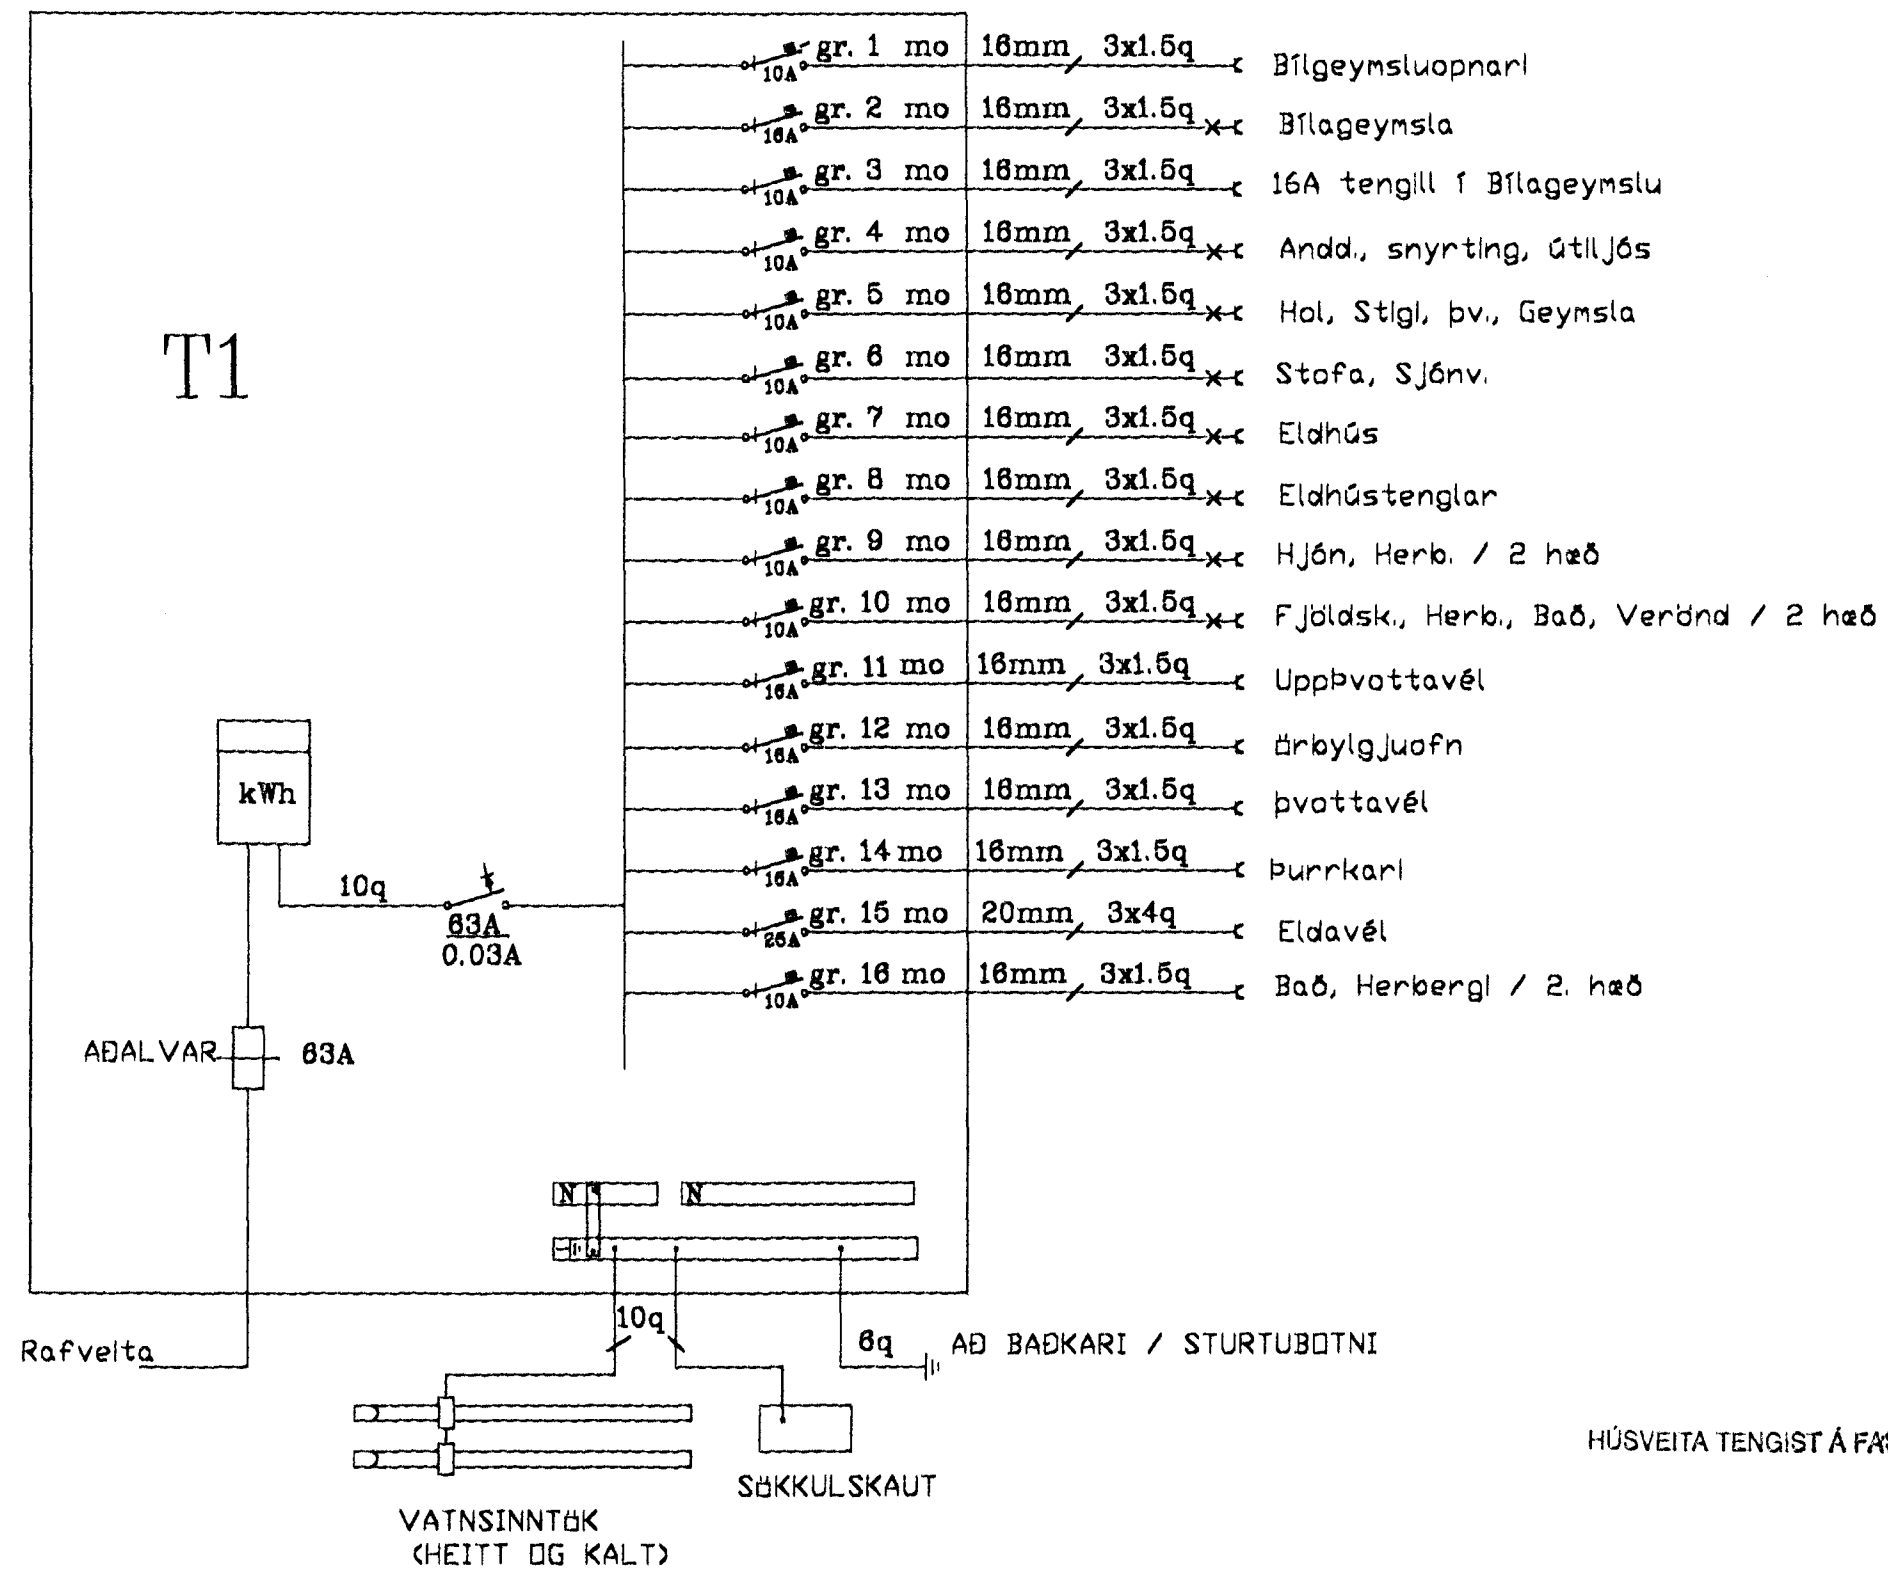 gr. 1 mo 16mm 3x1.5q Bílgeymsluopnari
10A
gr. 2 mo 16mm 3x1.5q Bílageymsla
16A
gr. 3 mo 16mm 3x1.5q 16A tengill í Bílageymslu
10A
gr. 4 mo 16mm 3x1.5q Andd., snyrting, útiljós
10A
gr. 5 mo 16mm 3x1.5q Hol, Stigi, þv., Geymsla
10A
T1
gr. 6 mo 16mm 3x1.5q Stofa, Sjónv.
10A
gr. 7 mo 16mm 3x1.5q Eldhús
10A
gr. 8 mo 16mm 3x1.5q Eldhústenglar
10A
gr. 9 mo 16mm 3x1.5q Hjón, Herb. / 2 hæð
10A
gr. 10 mo 16mm 3x1.5q Fjöldsk., Herb., Bað, Verönd / 2 hæð
10A
gr. 11 mo 16mm 3x1.5q Uppþvottavél
16A
gr. 12 mo 16mm 3x1.5q örbylgjuofn
16A
kWh
gr. 13 mo 16mm 3x1.5q þvottavél
16A
gr. 14 mo 16mm 3x1.5q þurrkari
16A
10q
63A
0.03A
gr. 15 mo 20mm 3x4q Eldavél
25A
gr. 16 mo 16mm 3x1.5q Bað, Herbergi / 2. hæð
10A
AÐALVAR 63A
N N
10q
Rafveita
6q AÐ BAÐKARI / STURTUBOTNI
HÚSVEITA TENGIST Á
SÖKKULSKAUT
VATNSINNTÖK
(HEITT OG KALT)